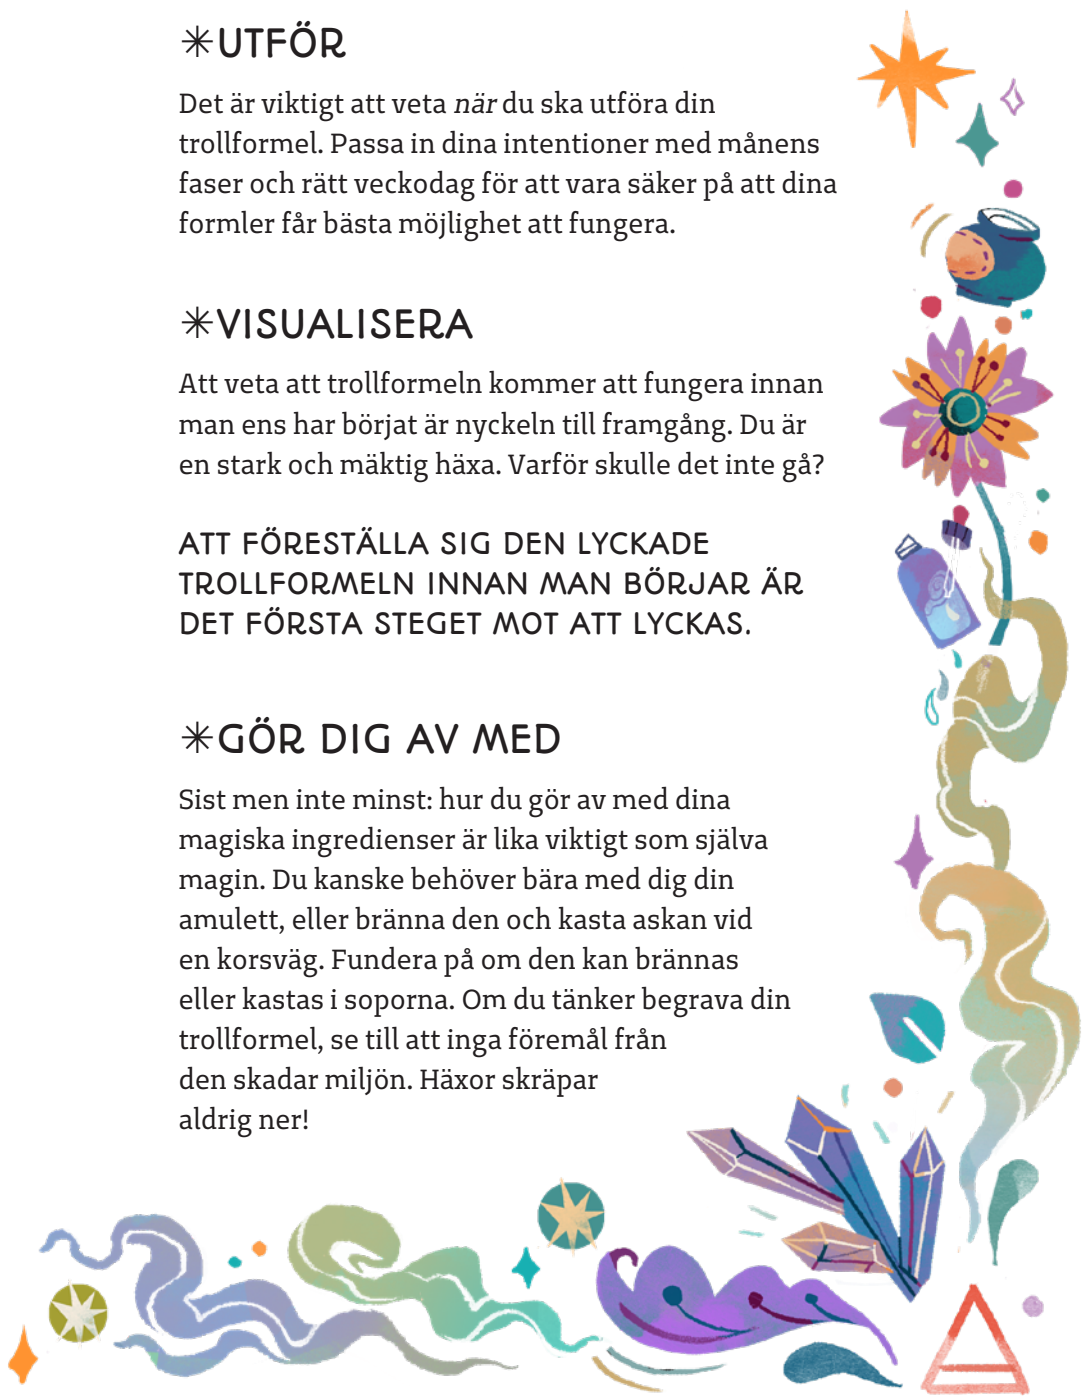 ✳UTFÖR
Det är viktigt att veta när du ska utföra din
trollformel. Passa in dina intentioner med månens
faser och rätt veckodag för att vara säker på att dina
formler får bästa möjlighet att fungera.
✳VISUALISERA
Att veta att trollformeln kommer att fungera innan
man ens har börjat är nyckeln till framgång. Du är
en stark och mäktig häxa. Varför skulle det inte gå?
ATT FÖRESTÄLLA SIG DEN LYCKADE
TROLLFORMELN INNAN MAN BÖRJAR ÄR
DET FÖRSTA STEGET MOT ATT LYCKAS.
✳GÖR DIG AV MED
Sist men inte minst: hur du gör av med dina
magiska ingredienser är lika viktigt som själva
magin. Du kanske behöver bära med dig din
amulett, eller bränna den och kasta askan vid
en korsväg. Fundera på om den kan brännas
eller kastas i soporna. Om du tänker begrava din
trollformel, se till att inga föremål från
den skadar miljön. Häxor skräpar
aldrig ner!